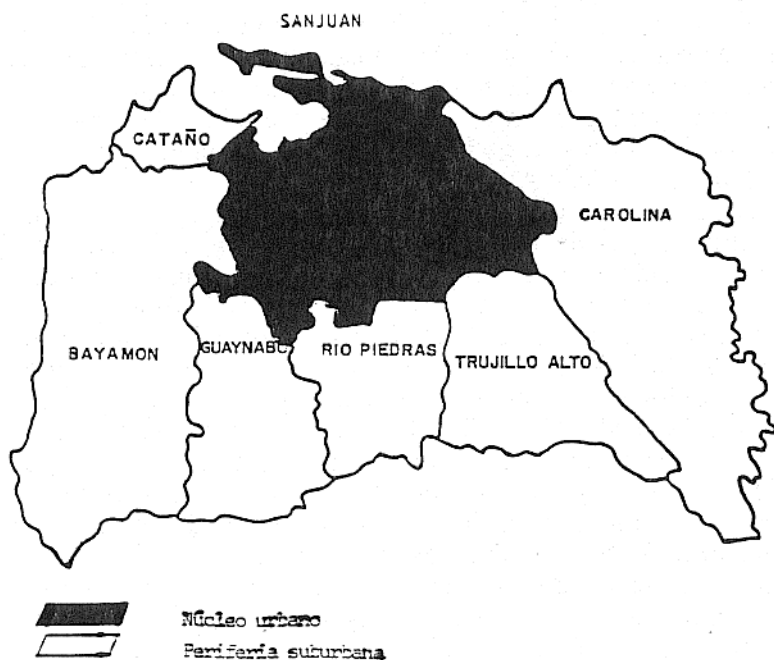 SANJUAN
CATAÑO
CAROLINA
BAYAMON
GUAYNABO
RIO PIEDRAS
TRUJILLO ALTO
Núcleo urbano
Periferia suburbana